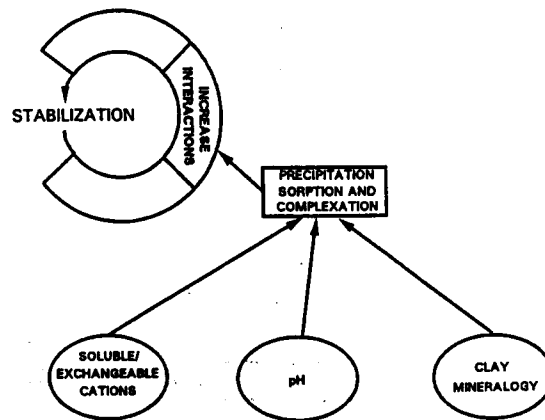 STABILIZATION
INCREASE
INTERACTIONS
PRECIPITATION
SORPTION AND
COMPLEXATION
SOLUBLE/
EXCHANGEABLE
CATIONS
pH
CLAY
MINERALOGY